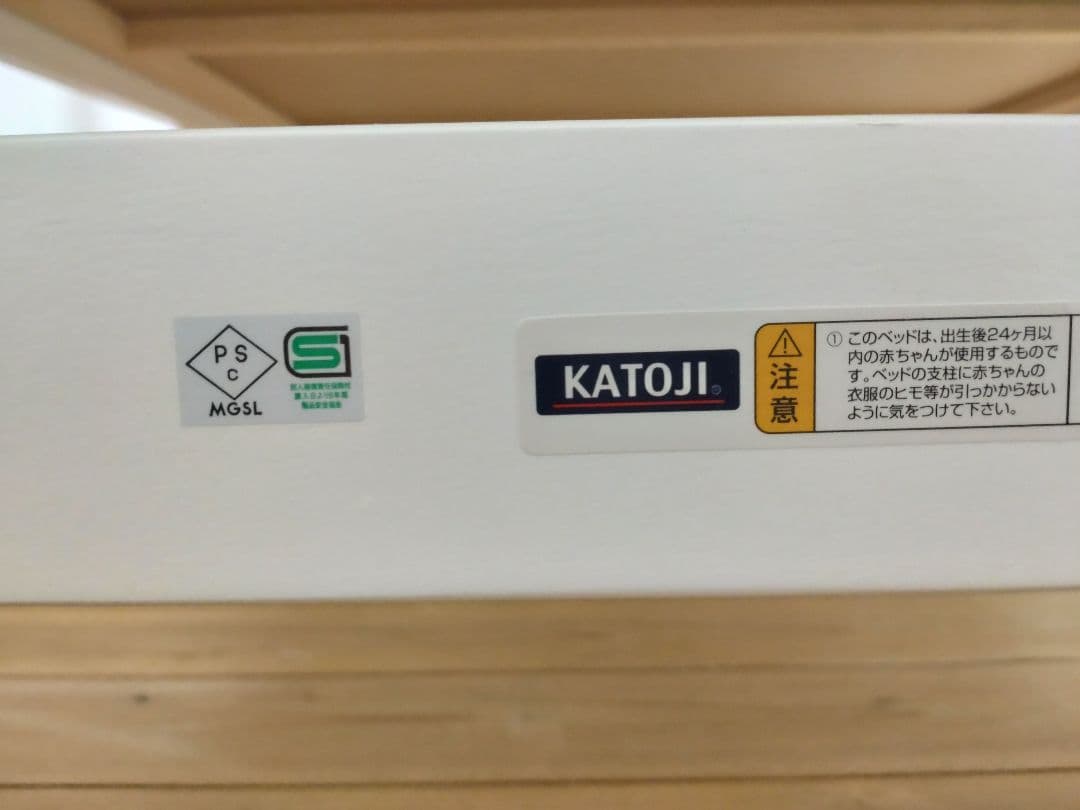 PS
C
MGSL
S
KATOJI
注意
① このベッドは、出生後24ヶ月以
内の赤ちゃんが使用するもので
す。ベッドの支柱に赤ちゃんの
衣服のヒモ等が引っかからない
ように気をつけて下さい。